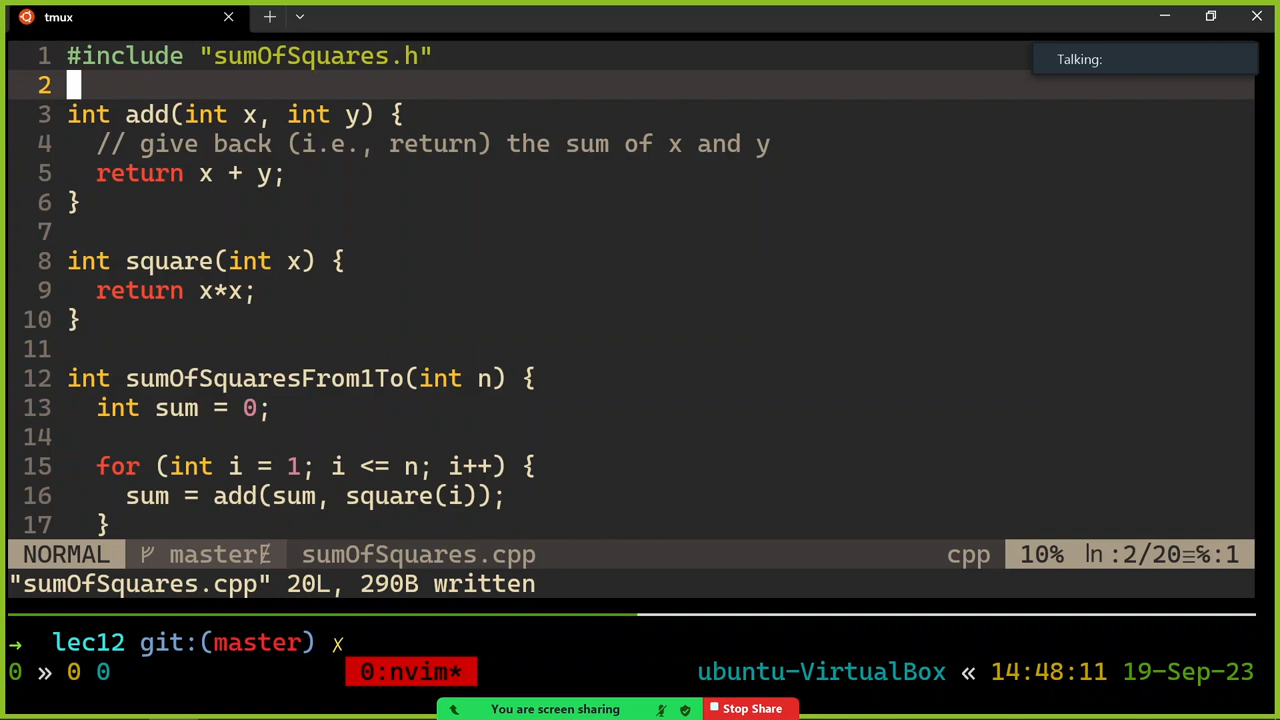 tmux
Talking:
1 #include "sumOfSquares.h"
2
3 int add(int x, int y) {
4 // give back (i.e., return) the sum of x and y
5 return x + y;
6 }
7
8 int square(int x) {
9 return x*x;
10 }
11
12 int sumOfSquaresFrom1To(int n) {
13 int sum = 0;
14
15 for (int i = 1; i <= n; i++) {
16 sum = add(sum, square(i));
17 }
NORMAL master sumOfSquares.cpp cpp 10% ln :2/20≡℅:1
"sumOfSquares.cpp" 20L, 290B written
→ lec12 git:(master) ✗
0 » 0 0 0:nvim* ubuntu-VirtualBox « 14:48:11 19-Sep-23
You are screen sharing Stop Share